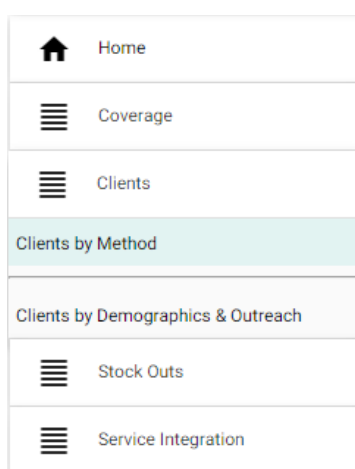 Home
Coverage
Clients
Clients by Method
Clients by Demographics & Outreach
Stock Outs
Service Integration